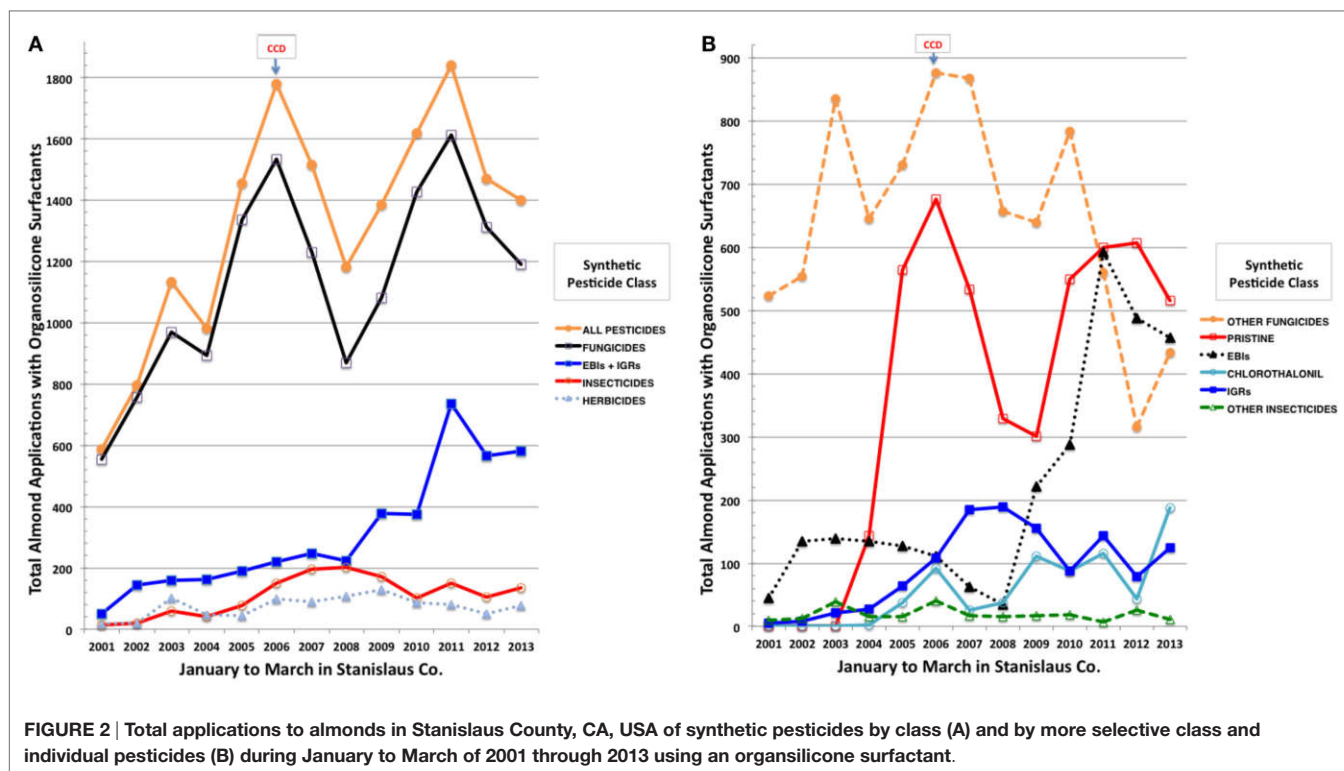 A
CCD
1800
1600
1400
1200
1000
800
600
400
200
0
Total Almond Applications with Organosilicone Surfactants
2001 2002 2003 2004 2005 2006 2007 2008 2009 2010 2011 2012 2013
January to March in Stanislaus Co.
Synthetic
Pesticide Class
ALL PESTICIDES
FUNGICIDES
EBIs + IGRs
INSECTICIDES
HERBICIDES
B
CCD
900
800
700
600
500
400
300
200
100
0
Total Almond Applications with Organosilicone Surfactants
2001 2002 2003 2004 2005 2006 2007 2008 2009 2010 2011 2012 2013
January to March in Stanislaus Co.
Synthetic
Pesticide Class
OTHER FUNGICIDES
PRISTINE
EBIs
CHLOROTHALONIL
IGRs
OTHER INSECTICIDES
FIGURE 2 | Total applications to almonds in Stanislaus County, CA, USA of synthetic pesticides by class (A) and by more selective class and
individual pesticides (B) during January to March of 2001 through 2013 using an organsilicone surfactant.